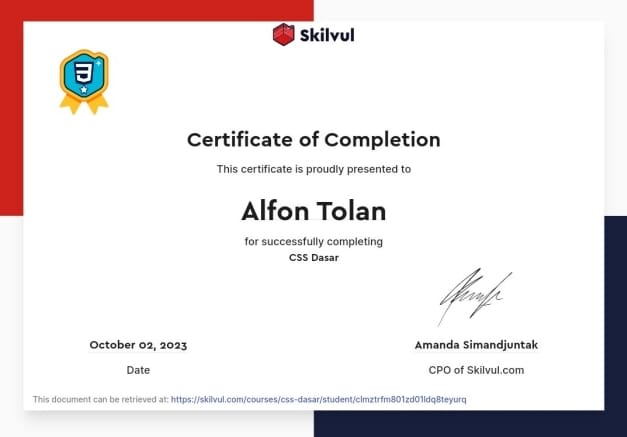 Skilvul
Certificate of Completion
This certificate is proudly presented to
Alfon Tolan
for successfully completing
CSS Dasar
October 02, 2023
Date
Amanda Simandjuntak
CPO of Skilvul.com
This document can be retrieved at: https://skilvul.com/courses/css-dasar/student/clmztrfm801zd01ldq8teyurq